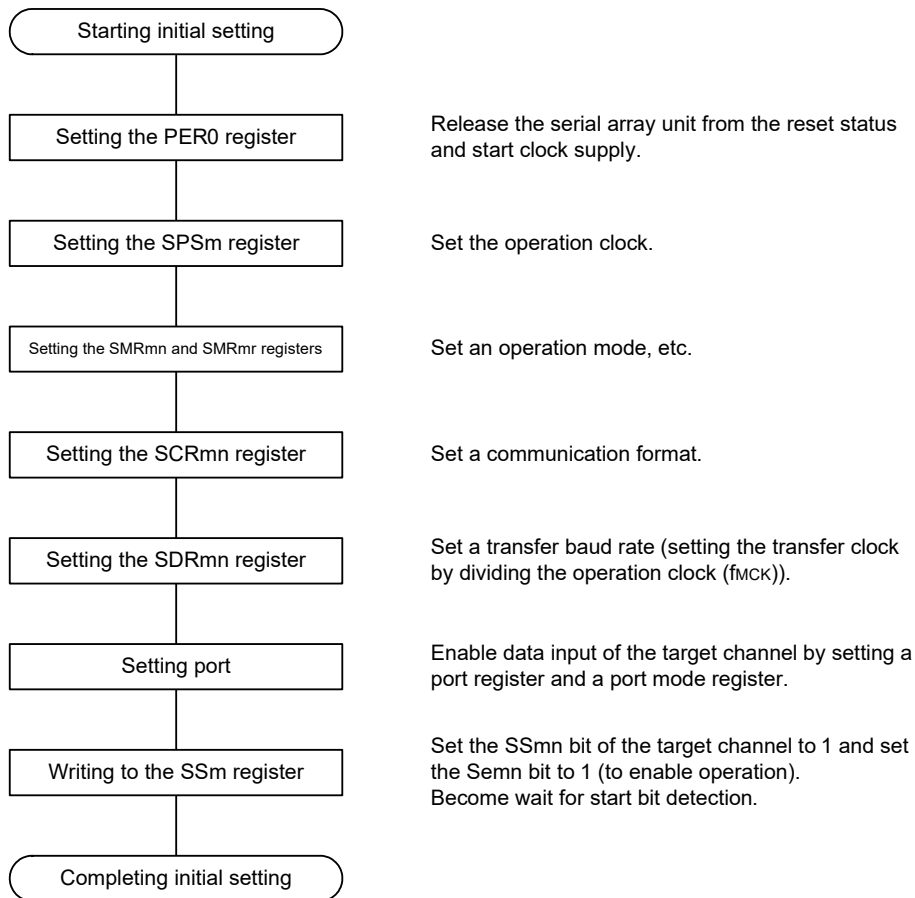 Starting initial setting
Setting the PER0 register
Release the serial array unit from the reset status
and start clock supply.
Setting the SPSm register
Set the operation clock.
Setting the SMRmn and SMRmr registers
Set an operation mode, etc.
Setting the SCRmn register
Set a communication format.
Setting the SDRmn register
Set a transfer baud rate (setting the transfer clock
by dividing the operation clock (fMCK)).
Setting port
Enable data input of the target channel by setting a
port register and a port mode register.
Writing to the SSm register
Set the SSmn bit of the target channel to 1 and set
the Semn bit to 1 (to enable operation).
Become wait for start bit detection.
Completing initial setting